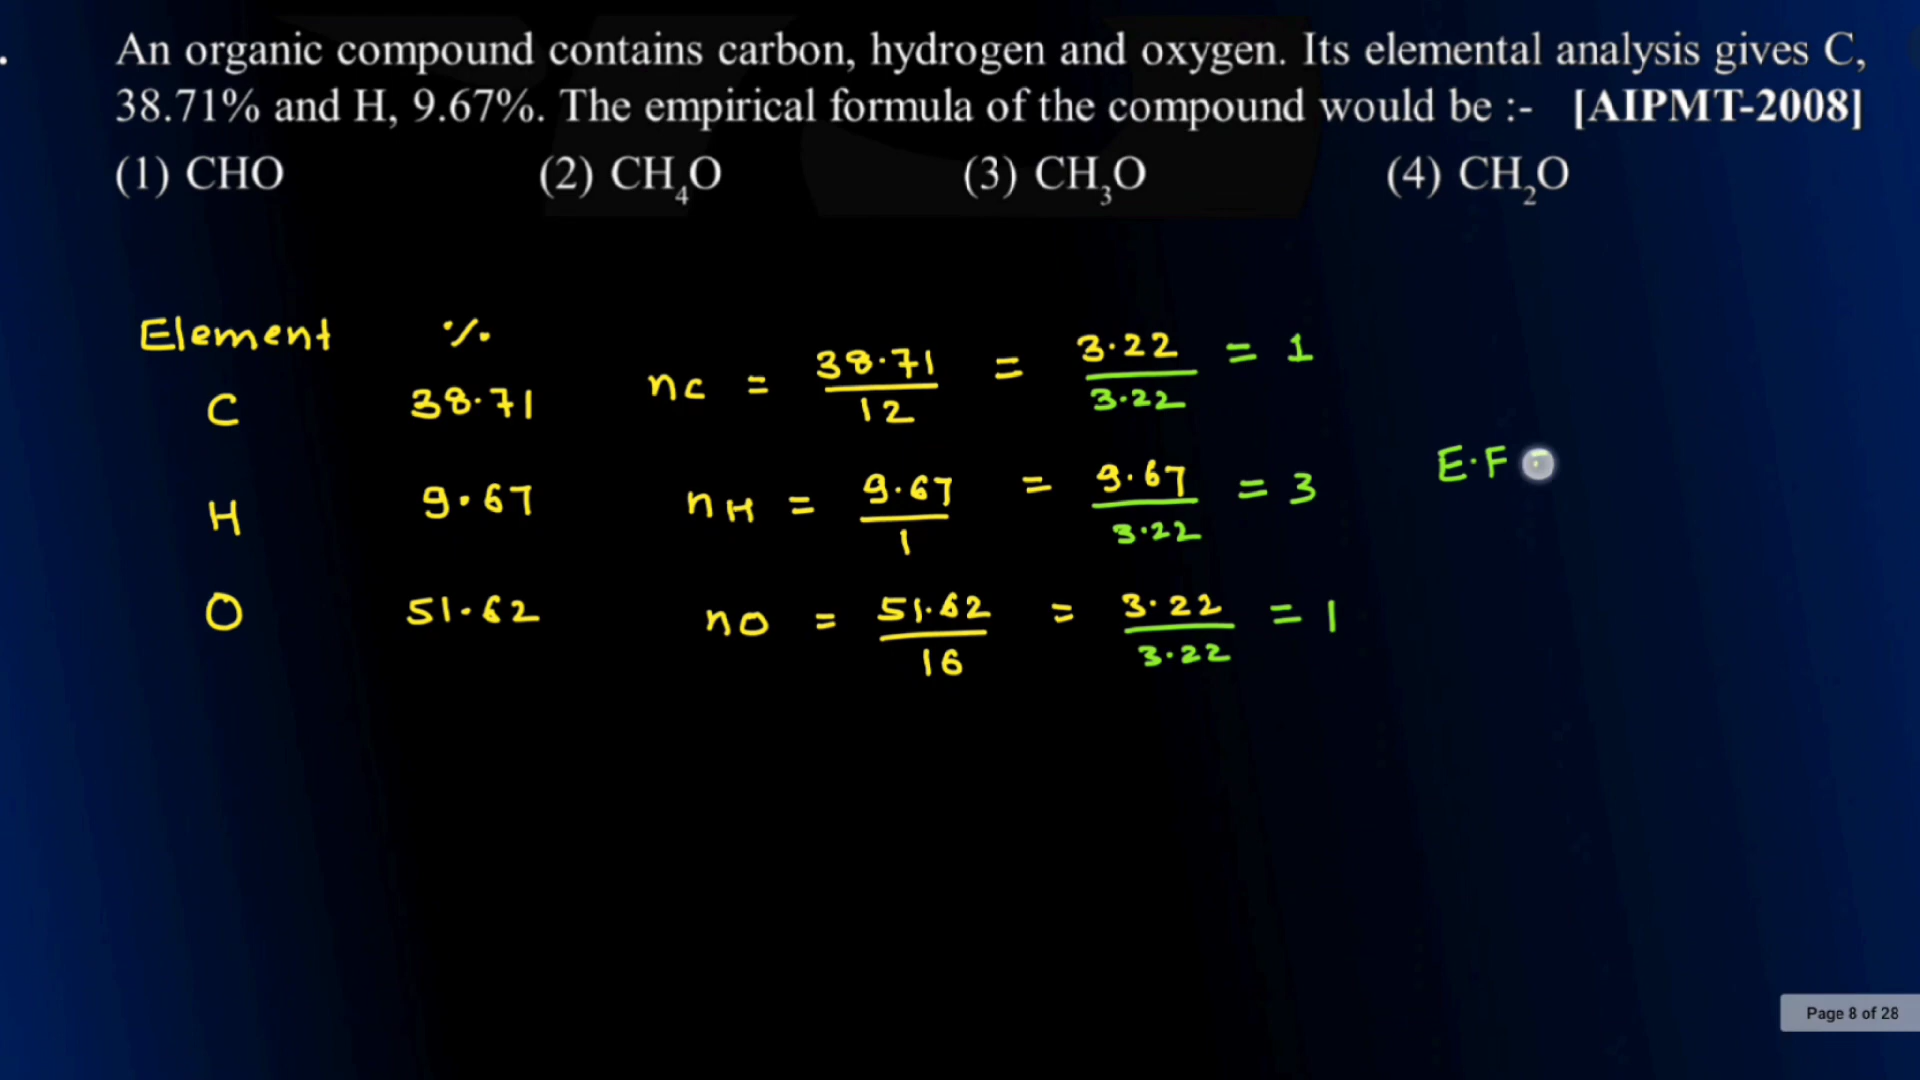 . An organic compound contains carbon, hydrogen and oxygen. Its elemental analysis gives C,
38.71% and H, 9.67%. The empirical formula of the compound would be :- [AIPMT-2008]
(1) CHO (2) CH₄O (3) CH₃O (4) CH₂O
Element %
C 38.71 nc = 38.71/12 = 3.22/3.22 = 1
H 9.67 nH = 9.67/1 = 9.67/3.22 = 3 E.F
O 51.62 nO = 51.62/16 = 3.22/3.22 = 1
Page 8 of 28